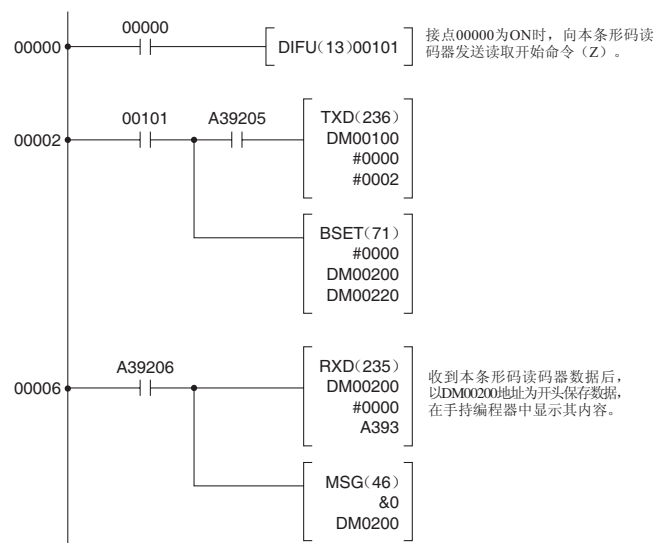 00000
00000
DIFU(13)00101
接点00000为ON时,向本条形码读
码器发送读取开始命令(Z)。
00002
00101
A39205
TXD(236)
DM00100
#0000
#0002
BSET(71)
#0000
DM00200
DM00220
00006
A39206
RXD(235)
DM00200
#0000
A393
收到本条形码读码器数据后,
以DM00200地址为开头保存数据,
在手持编程器中显示其内容。
MSG(46)
&0
DM0200